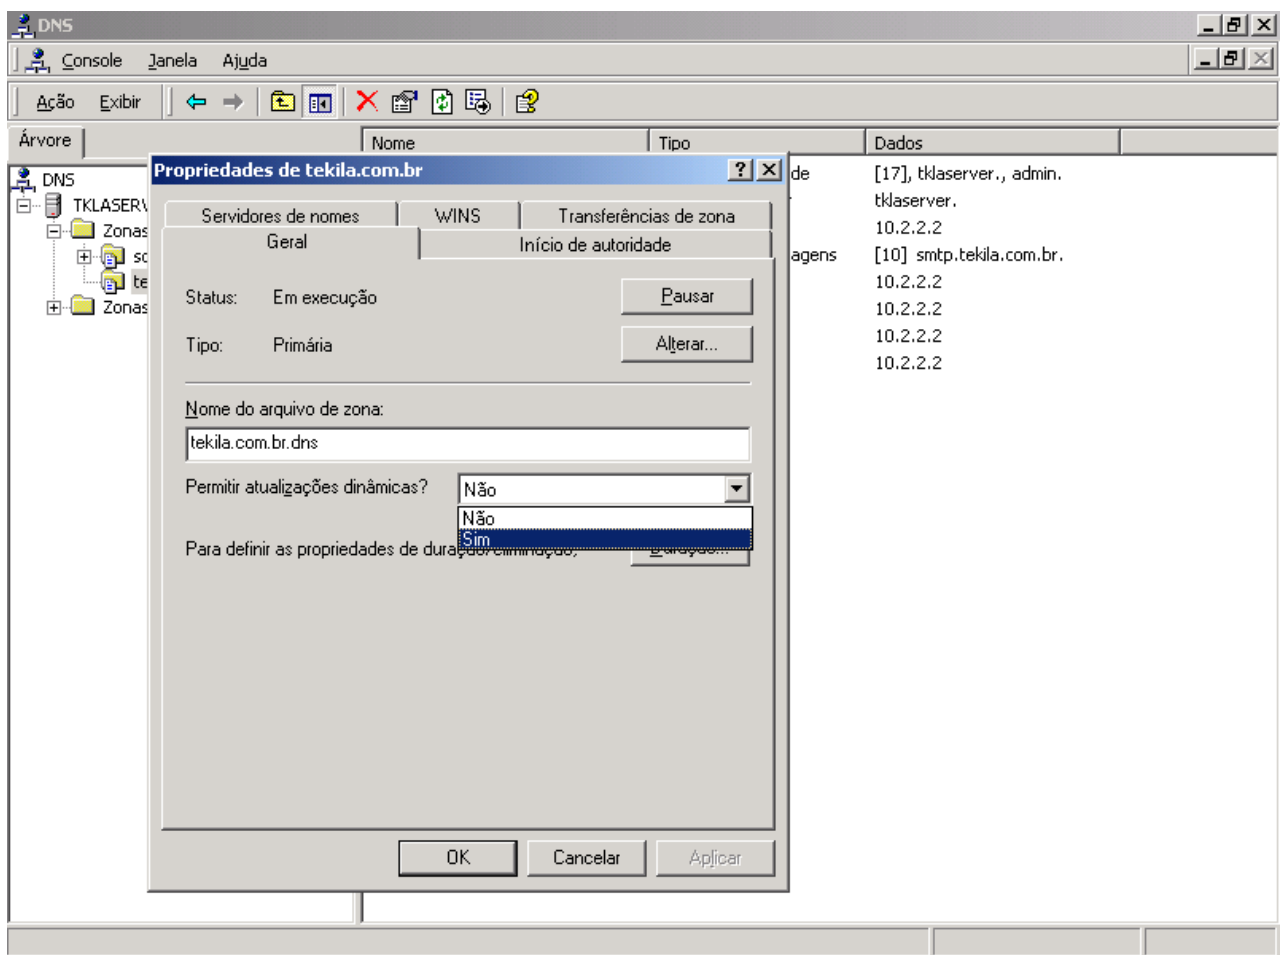 DNS
Console Janela Ajuda
Ação Exibir
Árvore
Nome Tipo Dados
DNS
TKLASERV
Zonas
te
Zonas
Propriedades de tekila.com.br
Servidores de nomes WINS Transferências de zona
Geral Início de autoridade
Status: Em execução Pausar
Tipo: Primária Alterar...
Nome do arquivo de zona:
tekila.com.br.dns
Permitir atualizações dinâmicas? Não
Não
Sim
Para definir as propriedades de duração/eliminação, Duração...
OK Cancelar Aplicar
de [17], tklaserver., admin.
tklaserver.
10.2.2.2
agens [10] smtp.tekila.com.br.
10.2.2.2
10.2.2.2
10.2.2.2
10.2.2.2